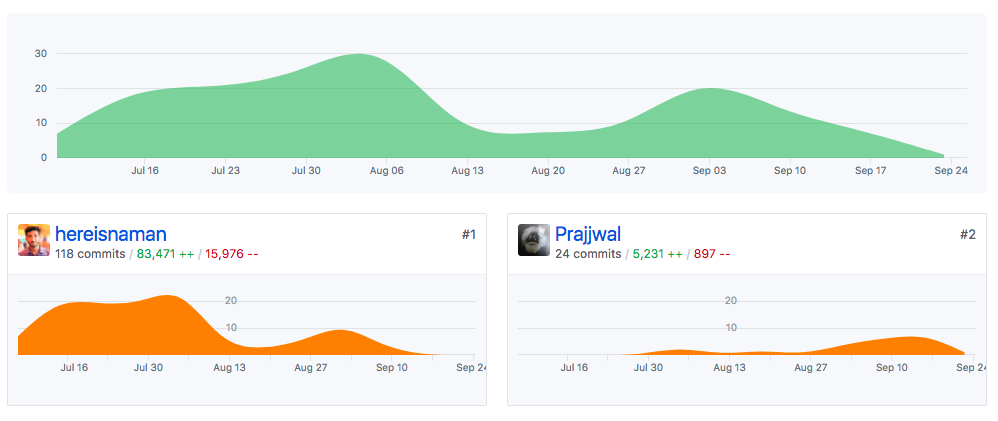 30
20
10
0
Jul 16 Jul 23 Jul 30 Aug 06 Aug 13 Aug 20 Aug 27 Sep 03 Sep 10 Sep 17 Sep 24
hereisnaman #1
118 commits / 83,471 ++ / 15,976 --
20
10
Jul 16 Jul 30 Aug 13 Aug 27 Sep 10 Sep 24
Prajjwal #2
24 commits / 5,231 ++ / 897 --
20
10
Jul 16 Jul 30 Aug 13 Aug 27 Sep 10 Sep 24